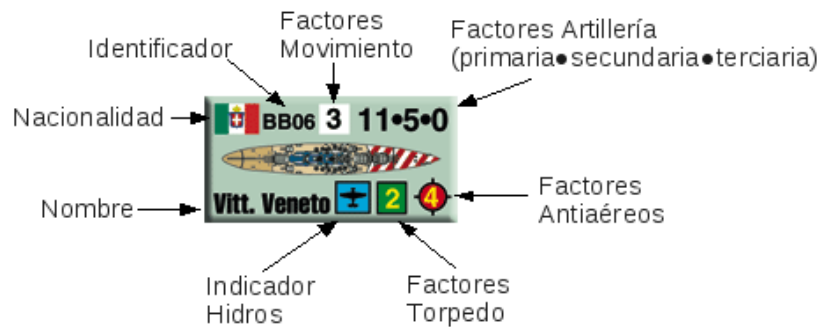 Factores
Movimiento
Identificador
Factores Artillería
(primaria●secundaria●terciaria)
Nacionalidad
BB06 3 11•5•0
Nombre
Vitt. Veneto 2 4
Factores
Antiaéreos
Indicador
Hidros
Factores
Torpedo